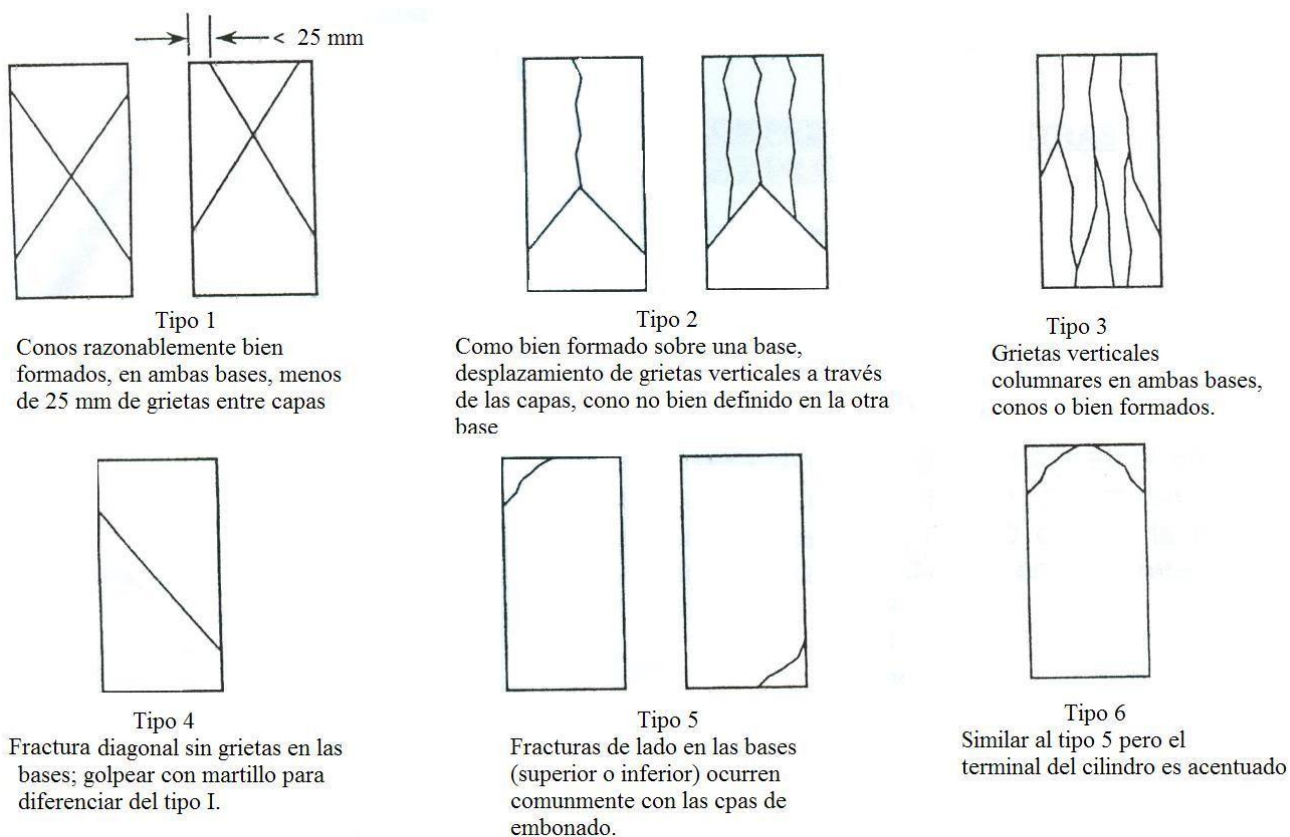 < 25 mm
Tipo 1
Conos razonablemente bien
formados, en ambas bases, menos
de 25 mm de grietas entre capas
Tipo 2
Como bien formado sobre una base,
desplazamiento de grietas verticales a través
de las capas, cono no bien definido en la otra
base
Tipo 3
Grietas verticales
columnares en ambas bases,
conos o bien formados.
Tipo 4
Fractura diagonal sin grietas en las
bases; golpear con martillo para
diferenciar del tipo I.
Tipo 5
Fracturas de lado en las bases
(superior o inferior) ocurren
comunmente con las cpas de
embonado.
Tipo 6
Similar al tipo 5 pero el
terminal del cilindro es acentuado